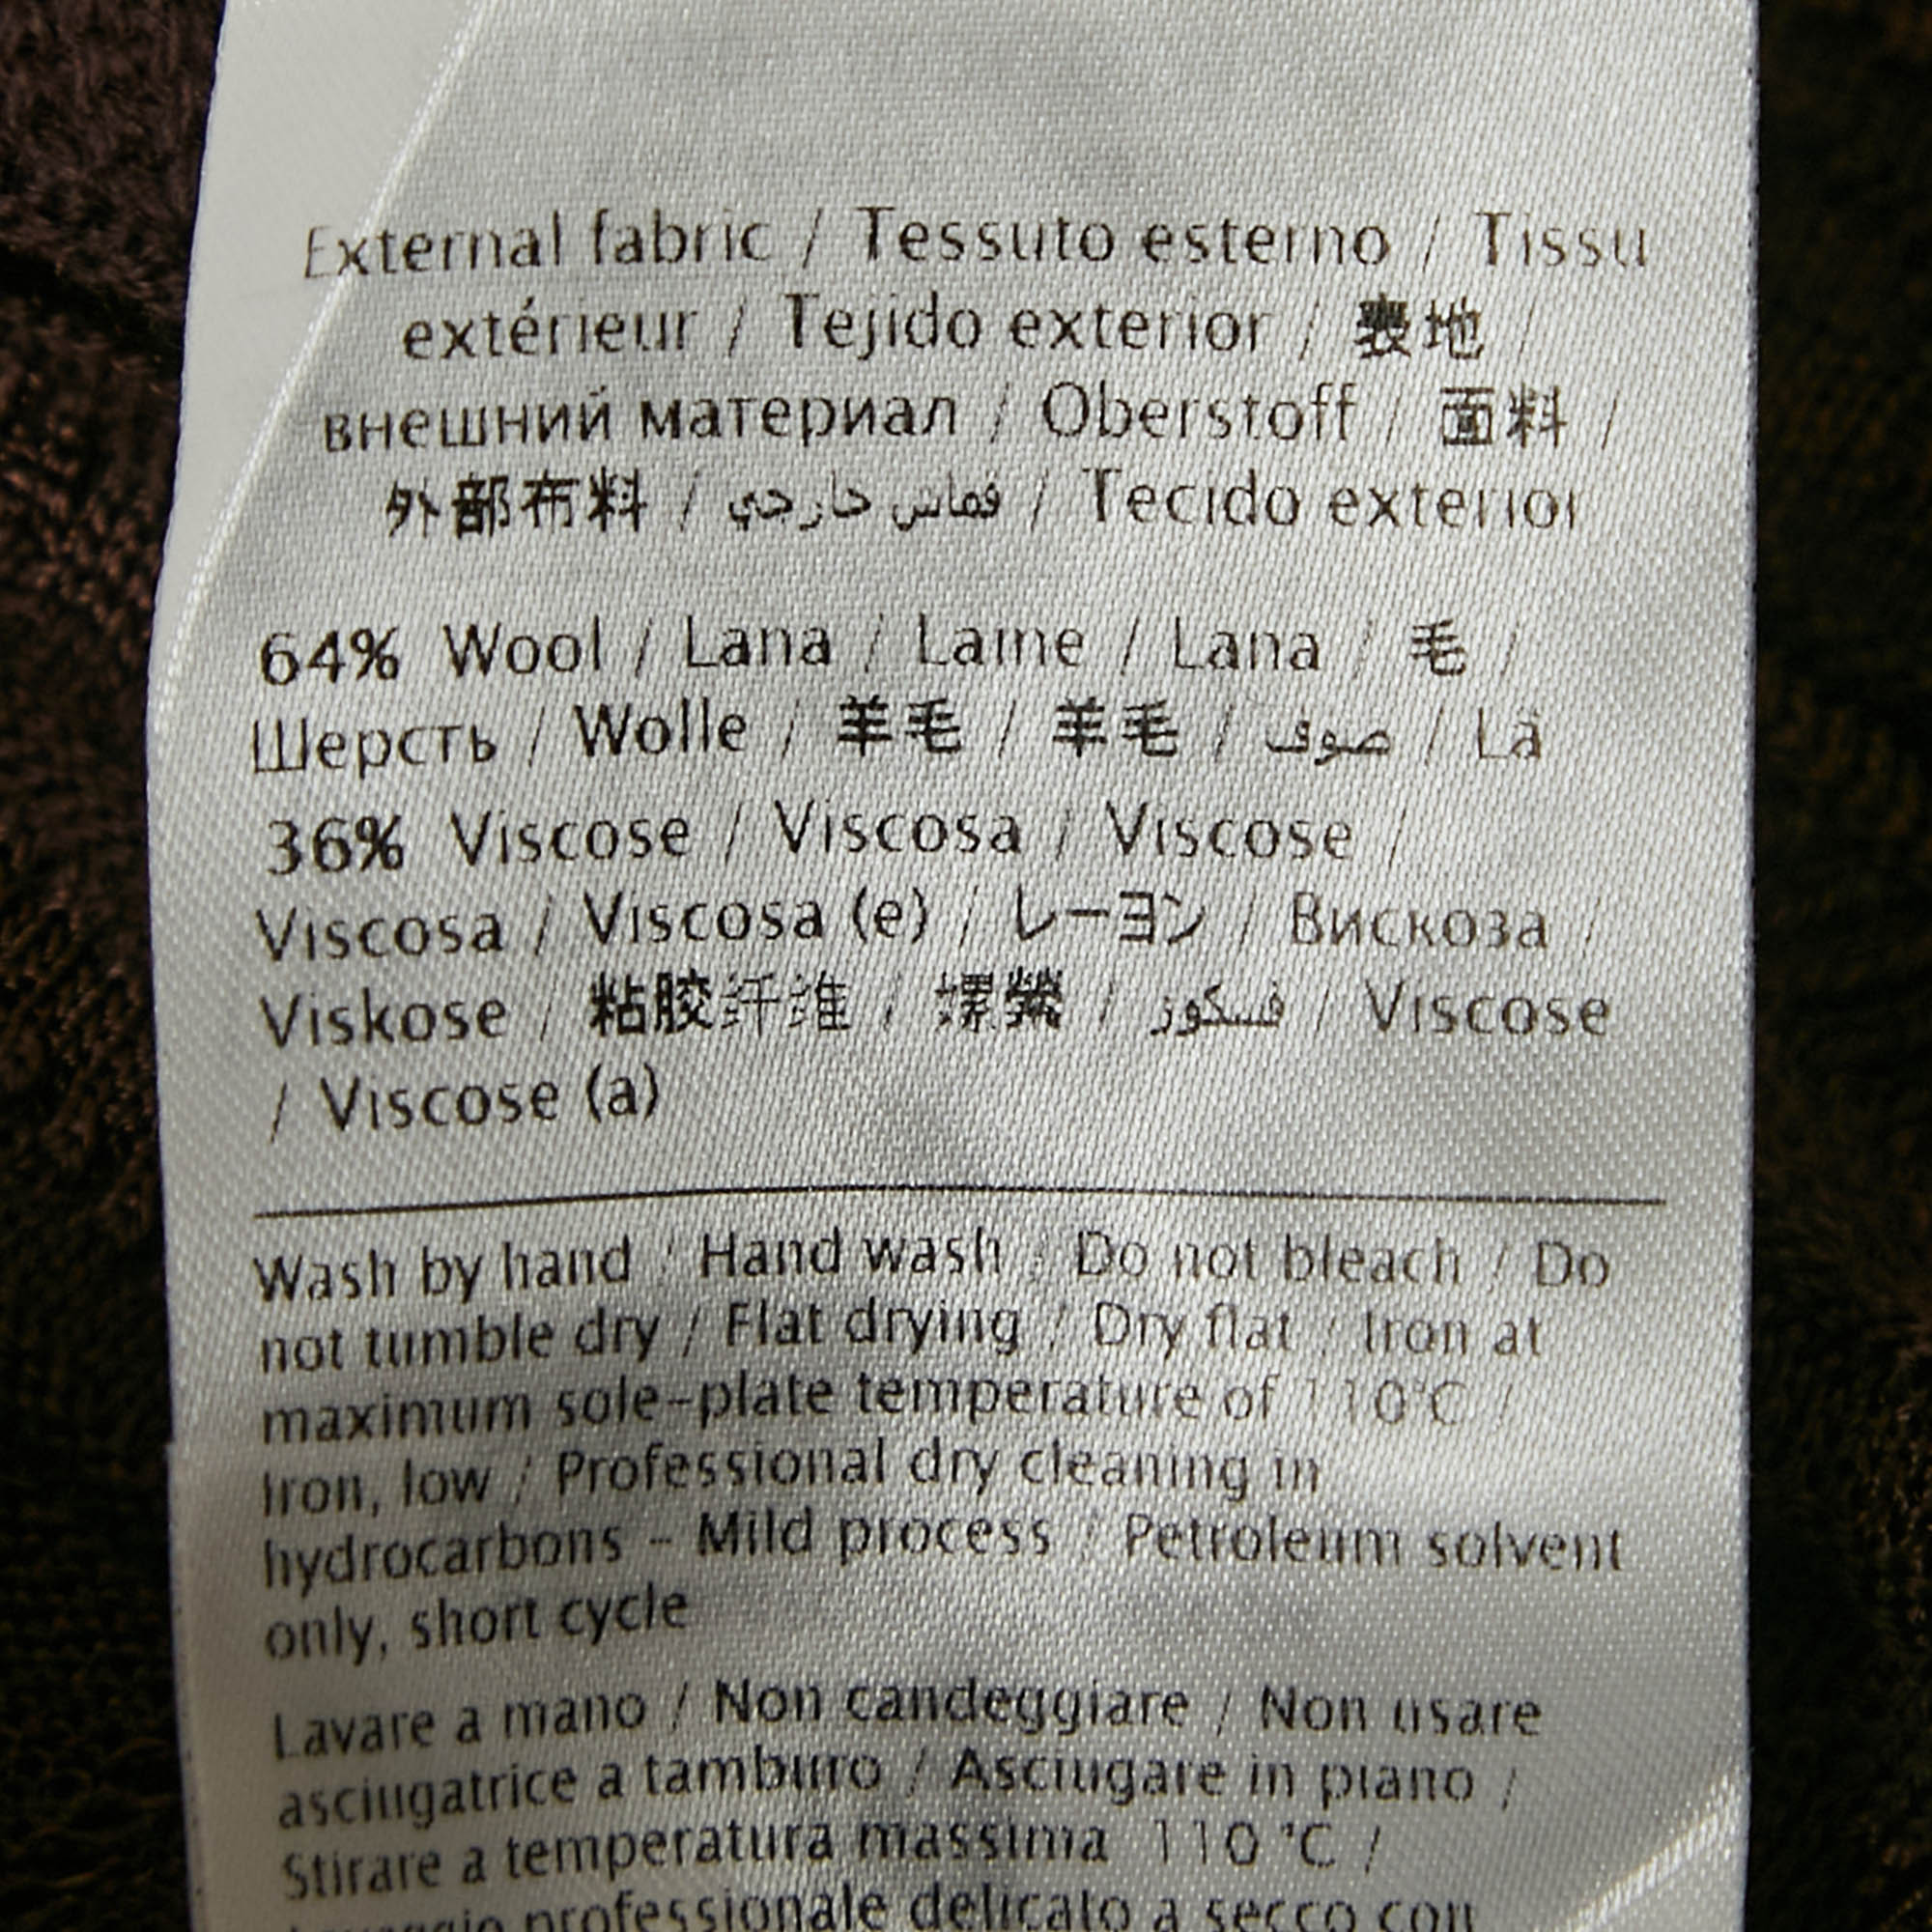 External fabric / Tessuto esterno / Tissu
extérieur / Tejido exterior / 表地 /
внешний материал / Oberstoff / 面料 /
外部布料 / قماش خارجي / Tecido exterior
64% Wool / Lana / Laine / Lana / 毛 /
Шерсть / Wolle / 羊毛 / 羊毛 / صوف / Lã
36% Viscose / Viscosa / Viscose /
Viscosa / Viscosa (e) / レーヨン / Вискоза /
Viskose / 粘胶纤维 / 嫘縈 / فسكوز / Viscose
/ Viscose (a)
Wash by hand / Hand wash / Do not bleach / Do
not tumble dry / Flat drying / Dry flat / Iron at
maximum sole-plate temperature of 110°C /
Iron, low / Professional dry cleaning in
hydrocarbons - Mild process / Petroleum solvent
only, short cycle
Lavare a mano / Non candeggiare / Non usare
asciugatrice a tamburo / Asciugare in piano /
Stirare a temperatura massima 110 °C /
Lavaggio professionale delicato a secco con